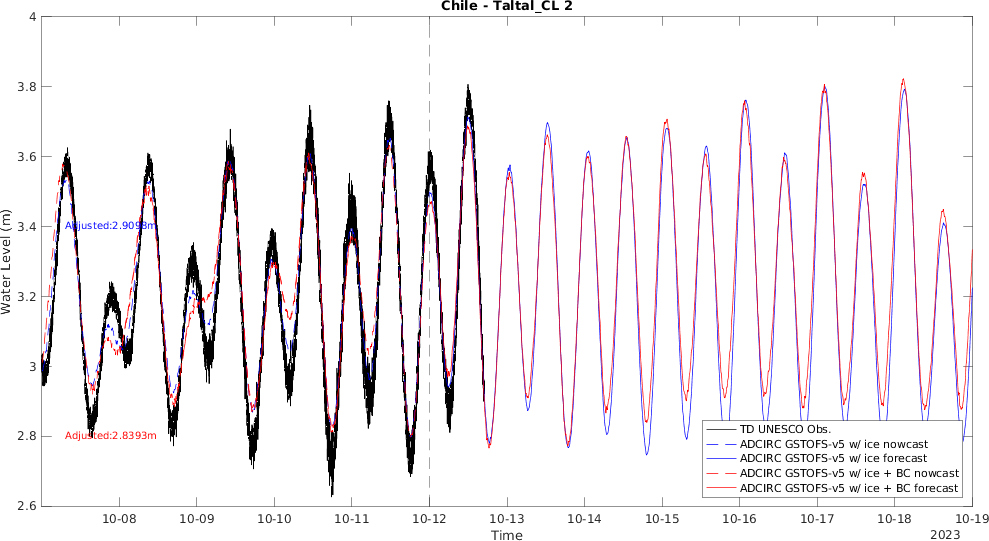 Chile - Taltal_CL 2
4
3.8
3.6
3.4
3.2
3
2.8
2.6
Water Level (m)
Adjusted:2.9098m
Adjusted:2.8393m
TD UNESCO Obs.
ADCIRC GSTOFS-v5 w/ ice nowcast
ADCIRC GSTOFS-v5 w/ ice forecast
ADCIRC GSTOFS-v5 w/ ice + BC nowcast
ADCIRC GSTOFS-v5 w/ ice + BC forecast
10-08 10-09 10-10 10-11 10-12 10-13 10-14 10-15 10-16 10-17 10-18 10-19
Time
2023